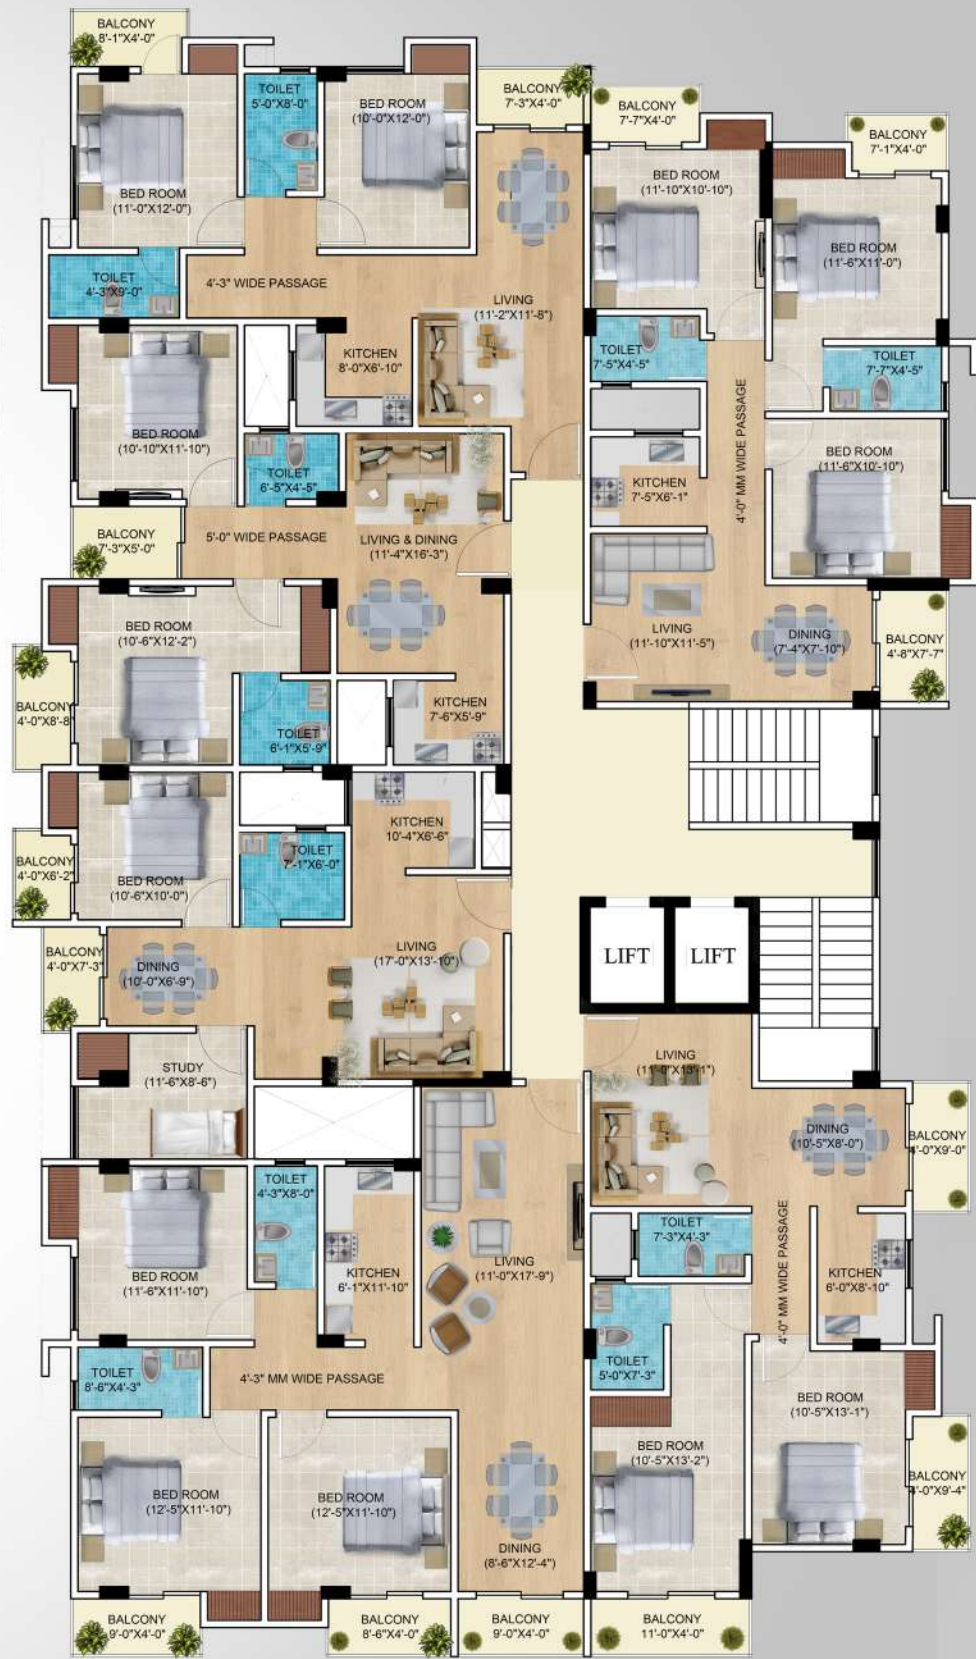 BALCONY
8'-1"X4'-0"
TOILET
5'-0"X8'-0"
BED ROOM
(10'-0"X12'-0")
BALCONY
7'-3"X4'-0"
BALCONY
7'-7"X4'-0"
BALCONY
7'-1"X4'-0"
BED ROOM
(11'-0"X12'-0")
BED ROOM
(11'-10"X10'-10")
BED ROOM
(11'-6"X11'-0")
TOILET
4'-3"X9'-0"
4'-3" WIDE PASSAGE
LIVING
(11'-2"X11'-8")
KITCHEN
8'-0"X6'-10"
TOILET
7'-5"X4'-5"
TOILET
7'-7"X4'-5"
4'-0" MM WIDE PASSAGE
BED ROOM
(10'-10"X11'-10")
TOILET
6'-5"X4'-5"
KITCHEN
7'-5"X6'-1"
BED ROOM
(11'-6"X10'-10")
BALCONY
7'-3"X5'-0"
5'-0" WIDE PASSAGE
LIVING & DINING
(11'-4"X16'-3")
BED ROOM
(10'-6"X12'-2")
LIVING
(11'-10"X11'-5")
DINING
(7'-4"X7'-10")
BALCONY
4'-8"X7'-7"
BALCONY
4'-0"X8'-8"
TOILET
6'-1"X5'-9"
KITCHEN
7'-6"X5'-9"
KITCHEN
10'-4"X6'-6"
BALCONY
4'-0"X6'-2"
BED ROOM
(10'-6"X10'-0")
TOILET
7'-1"X6'-0"
BALCONY
4'-0"X7'-3"
DINING
(10'-0"X6'-9")
LIVING
(17'-0"X13'-10")
LIFT
LIFT
STUDY
(11'-6"X8'-6")
LIVING
(11'-0"X13'-1")
DINING
(10'-5"X8'-0")
BALCONY
4'-0"X9'-0"
TOILET
4'-3"X8'-0"
BED ROOM
(11'-6"X11'-10")
KITCHEN
6'-1"X11'-10"
LIVING
(11'-0"X17'-9")
TOILET
7'-3"X4'-3"
4'-0" MM WIDE PASSAGE
KITCHEN
6'-0"X8'-10"
TOILET
8'-6"X4'-3"
4'-3" MM WIDE PASSAGE
TOILET
5'-0"X7'-3"
BED ROOM
(10'-5"X13'-1")
BED ROOM
(12'-5"X11'-10")
BED ROOM
(12'-5"X11'-10")
BED ROOM
(10'-5"X13'-2")
BALCONY
4'-0"X9'-4"
DINING
(8'-6"X12'-4")
BALCONY
9'-0"X4'-0"
BALCONY
8'-6"X4'-0"
BALCONY
9'-0"X4'-0"
BALCONY
11'-0"X4'-0"